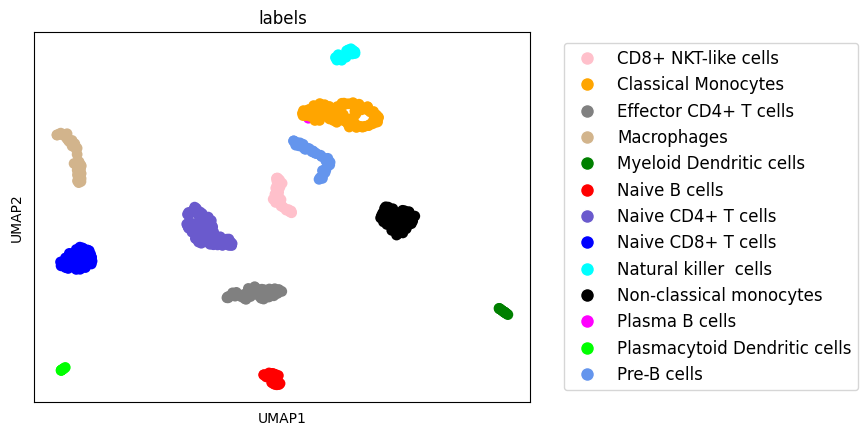 labels
UMAP2
UMAP1
CD8+ NKT-like cells
Classical Monocytes
Effector CD4+ T cells
Macrophages
Myeloid Dendritic cells
Naive B cells
Naive CD4+ T cells
Naive CD8+ T cells
Natural killer  cells
Non-classical monocytes
Plasma B cells
Plasmacytoid Dendritic cells
Pre-B cells